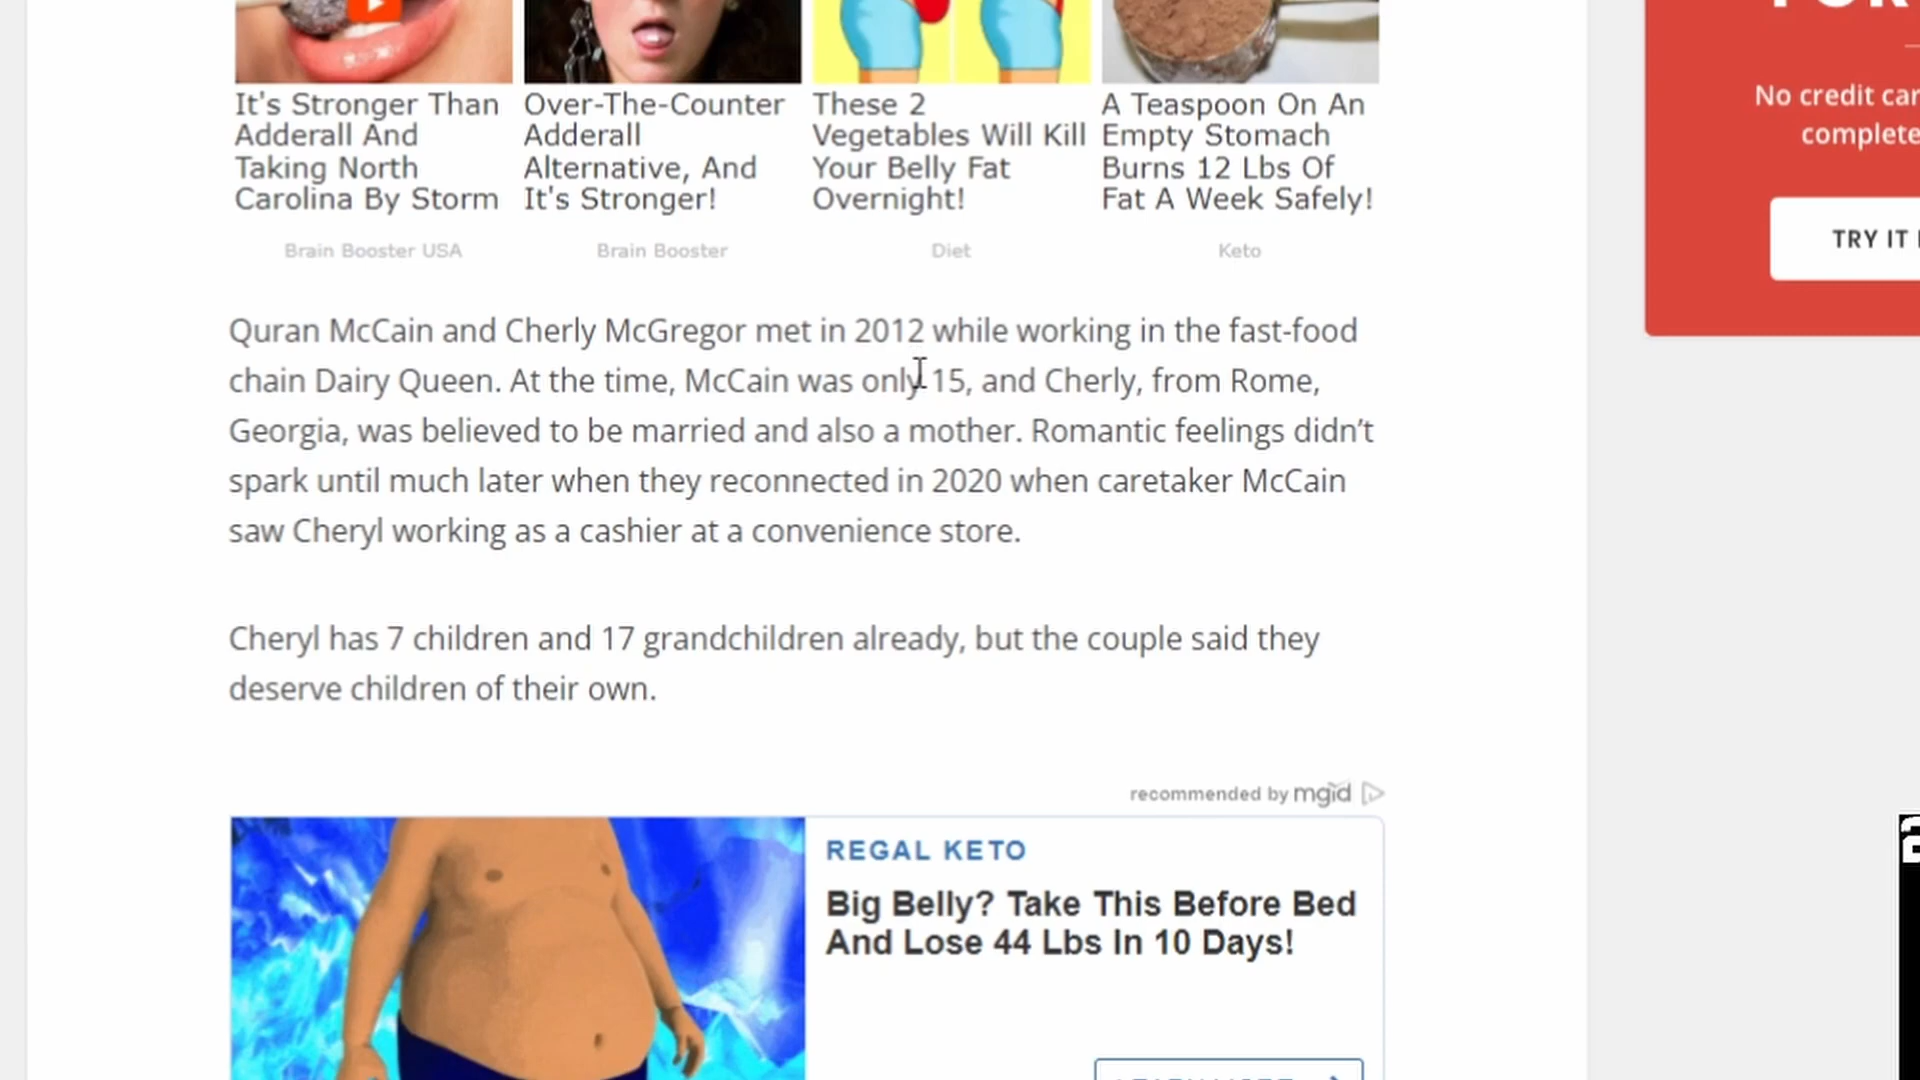 It's Stronger Than
Adderall And
Taking North
Carolina By Storm
Brain Booster USA
Over-The-Counter
Adderall
Alternative, And
It's Stronger!
Brain Booster
These 2
Vegetables Will Kill
Your Belly Fat
Overnight!
Diet
A Teaspoon On An
Empty Stomach
Burns 12 Lbs Of
Fat A Week Safely!
Keto
No credit car
complete
TRY IT
Quran McCain and Cherly McGregor met in 2012 while working in the fast-food
chain Dairy Queen. At the time, McCain was only 15, and Cherly, from Rome,
Georgia, was believed to be married and also a mother. Romantic feelings didn’t
spark until much later when they reconnected in 2020 when caretaker McCain
saw Cheryl working as a cashier at a convenience store.
Cheryl has 7 children and 17 grandchildren already, but the couple said they
deserve children of their own.
recommended by mgid
REGAL KETO
Big Belly? Take This Before Bed
And Lose 44 Lbs In 10 Days!